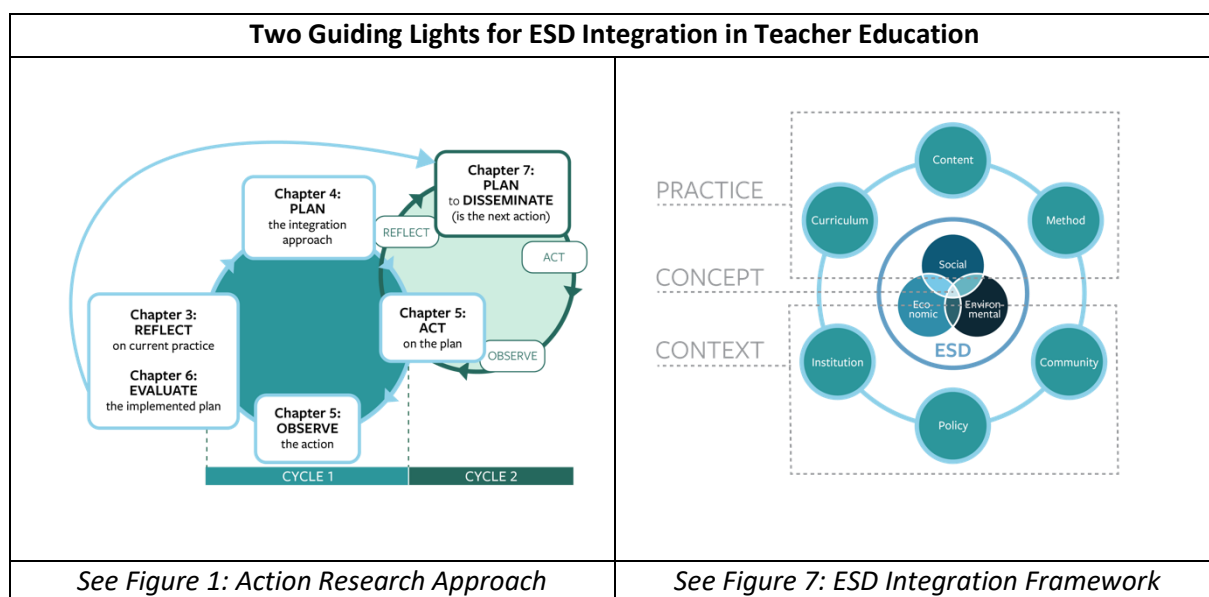 Two Guiding Lights for ESD Integration in Teacher Education
Chapter 7:
PLAN
to DISSEMINATE
(is the next action)
Chapter 4:
PLAN
the integration
approach
REFLECT
ACT
Chapter 3:
REFLECT
on current practice
Chapter 6:
EVALUATE
the implemented plan
Chapter 5:
ACT
on the plan
OBSERVE
Chapter 5:
OBSERVE
the action
CYCLE 1
CYCLE 2
See Figure 1: Action Research Approach
PRACTICE
CONCEPT
CONTEXT
Content
Curriculum
Method
Social
Eco
nomic
Environ-
mental
ESD
Institution
Community
Policy
See Figure 7: ESD Integration Framework